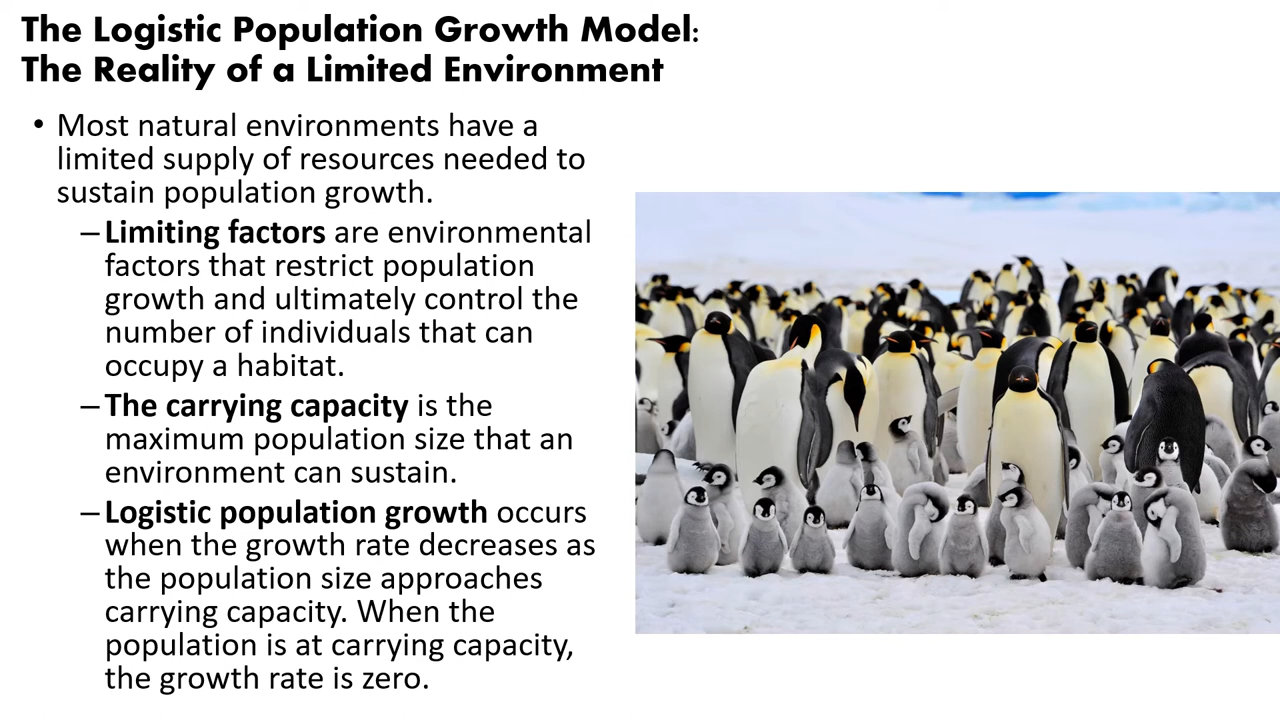 The Logistic Population Growth Model:
The Reality of a Limited Environment
• Most natural environments have a
limited supply of resources needed to
sustain population growth.
– Limiting factors are environmental
factors that restrict population
growth and ultimately control the
number of individuals that can
occupy a habitat.
– The carrying capacity is the
maximum population size that an
environment can sustain.
– Logistic population growth occurs
when the growth rate decreases as
the population size approaches
carrying capacity. When the
population is at carrying capacity,
the growth rate is zero.